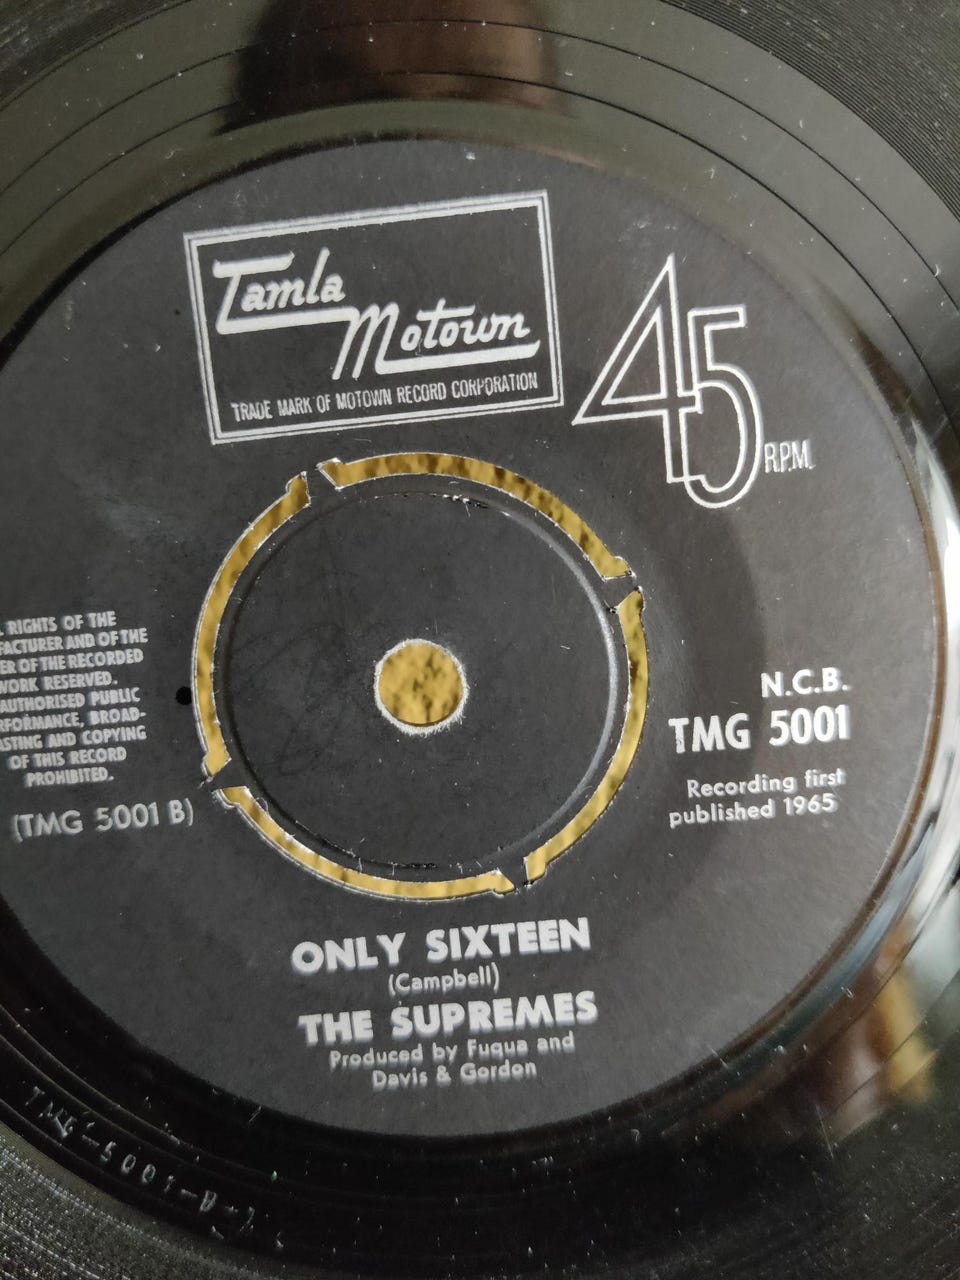 Tamla
Motown
TRADE MARK OF MOTOWN RECORD CORPORATION
45
R.P.M.
RIGHTS OF THE
FACTURER AND OF THE
ER OF THE RECORDED
WORK RESERVED.
AUTHORISED PUBLIC
RFORMANCE, BROAD-
ASTING AND COPYING
OF THIS RECORD
PROHIBITED.
(TMG 5001 B)
N.C.B.
TMG 5001
Recording first
published 1965
ONLY SIXTEEN
(Campbell)
THE SUPREMES
Produced by Fuqua and
Davis & Gordon
TMG-5001-B-